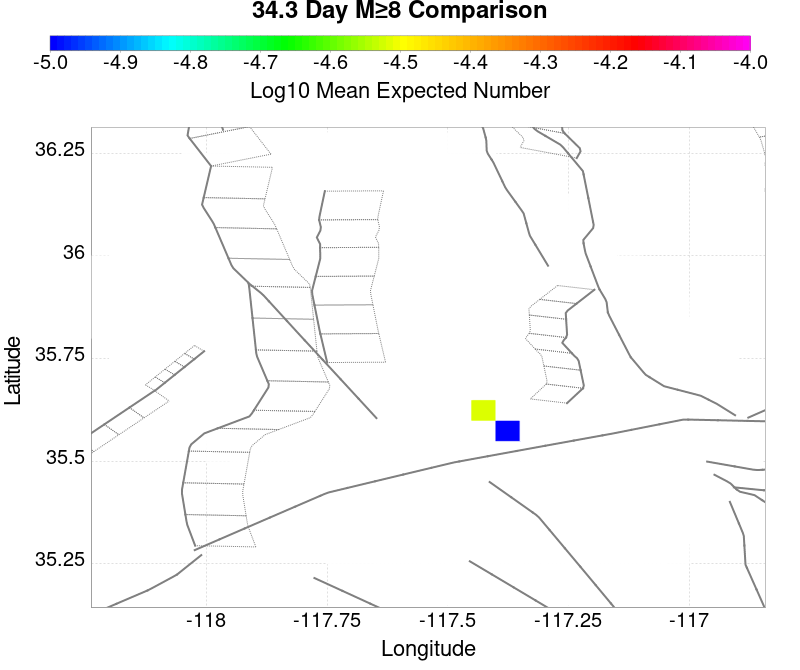 34.3 Day M≥8 Comparison
-5.0 -4.9 -4.8 -4.7 -4.6 -4.5 -4.4 -4.3 -4.2 -4.1 -4.0
Log10 Mean Expected Number
36.25
36
35.75
35.5
35.25
Latitude
-118 -117.75 -117.5 -117.25 -117
Longitude